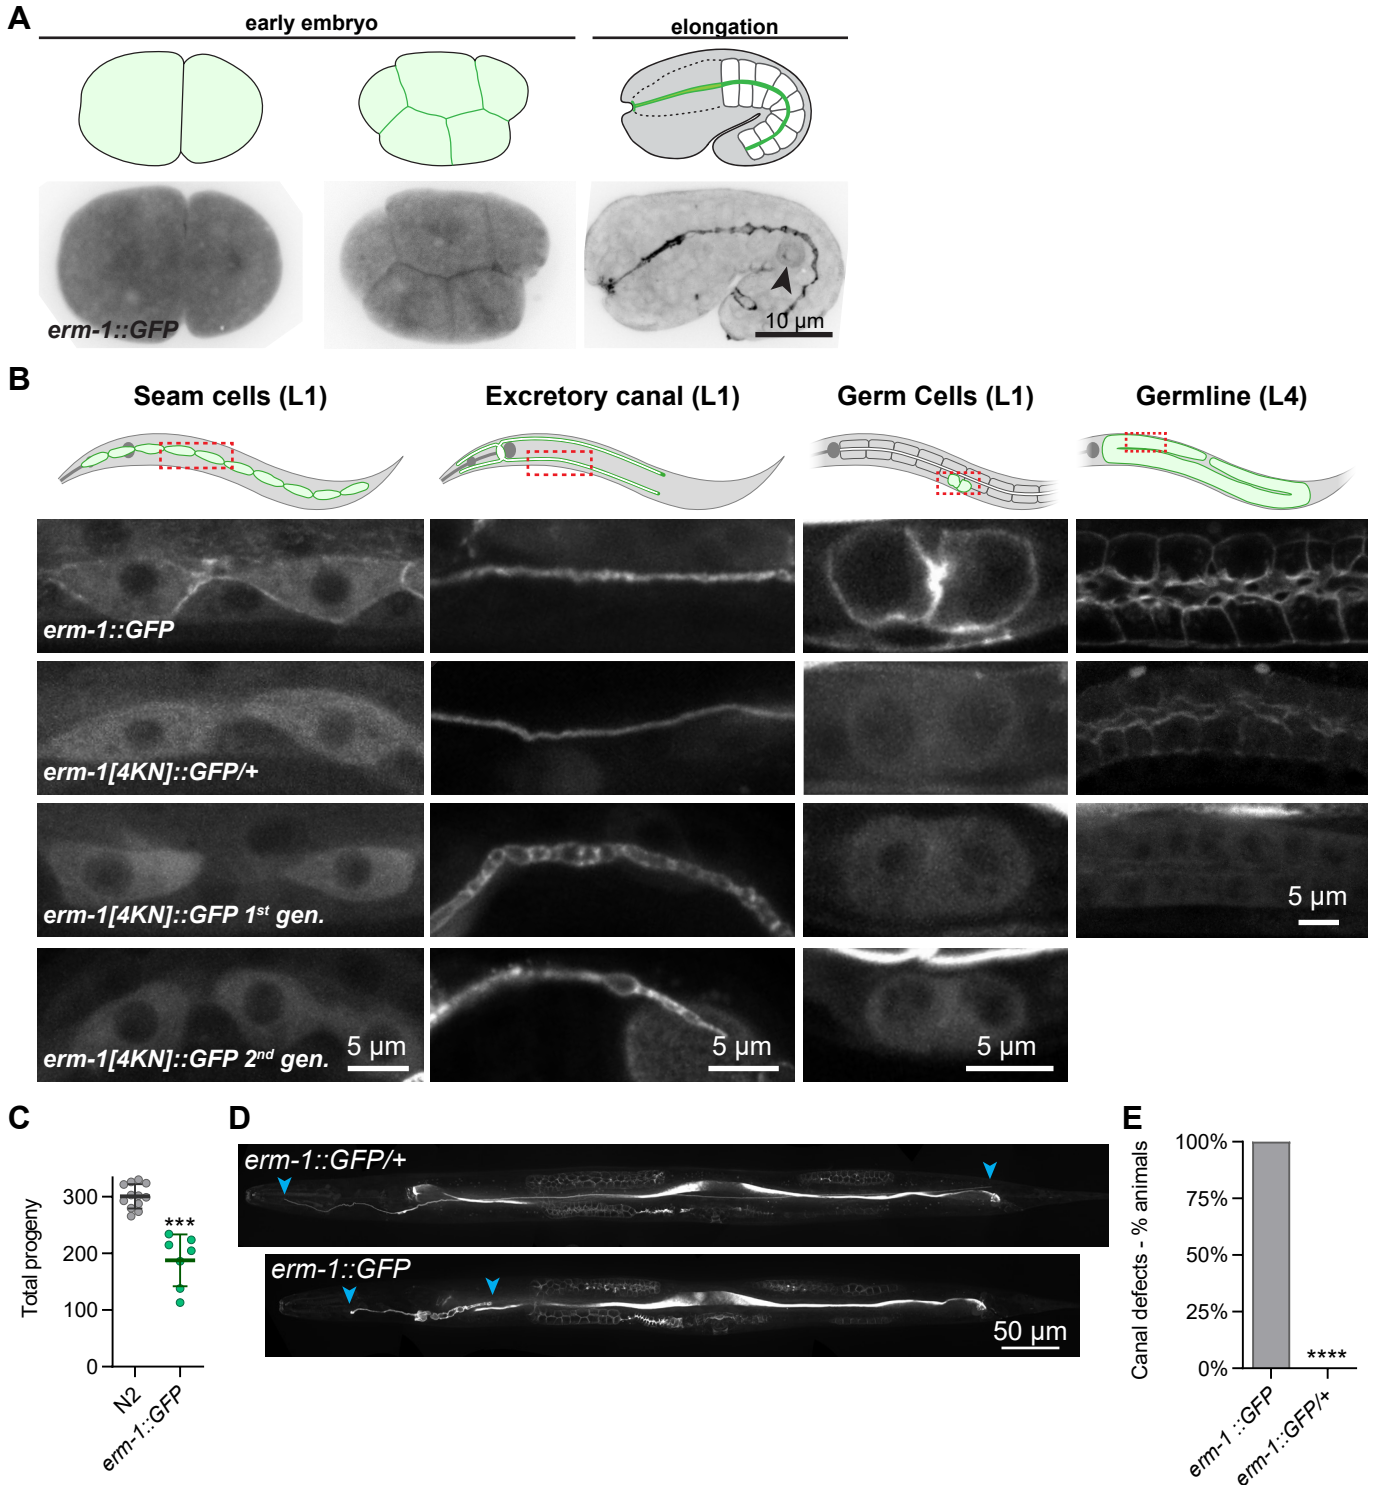 A
early embryo
elongation
erm-1::GFP
10 µm
B
Seam cells (L1)
Excretory canal (L1)
Germ Cells (L1)
Germline (L4)
erm-1::GFP
erm-1[4KN]::GFP/+
erm-1[4KN]::GFP 1st gen.
5 µm
erm-1[4KN]::GFP 2nd gen.
5 µm
5 µm
5 µm
C
Total progeny
300
200
100
0
***
N2
erm-1::GFP
D
erm-1::GFP/+
erm-1::GFP
50 µm
E
Canal defects - % animals
100%
75%
50%
25%
0%
****
erm-1 ::GFP
erm-1::GFP/+